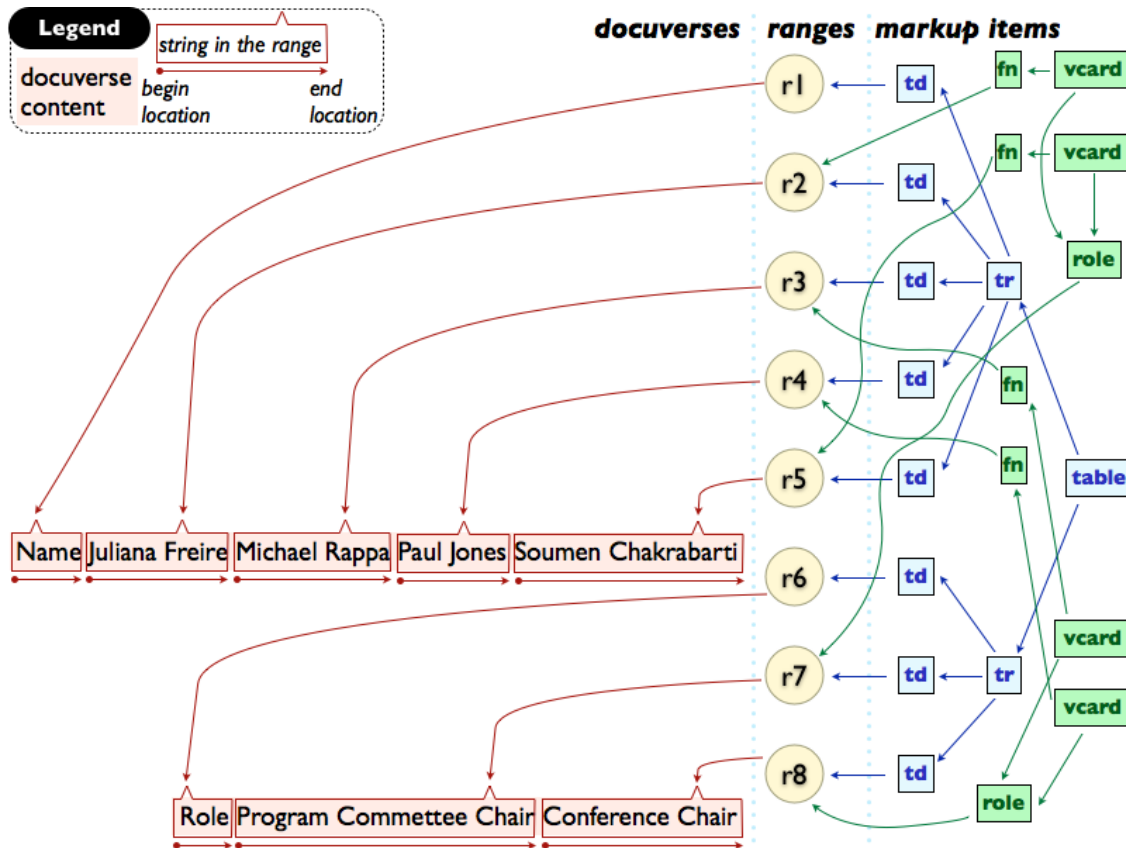 Legend
string in the range
docuverse
content
begin
location
end
location
docuverses ranges markup items
r1 td fn vcard
fn vcard
r2 td
role
r3 td tr
r4 td fn
fn
r5 td table
Name Juliana Freire Michael Rappa Paul Jones Soumen Chakrabarti
r6 td
vcard
r7 td tr
vcard
r8 td
role
Role Program Commettee Chair Conference Chair